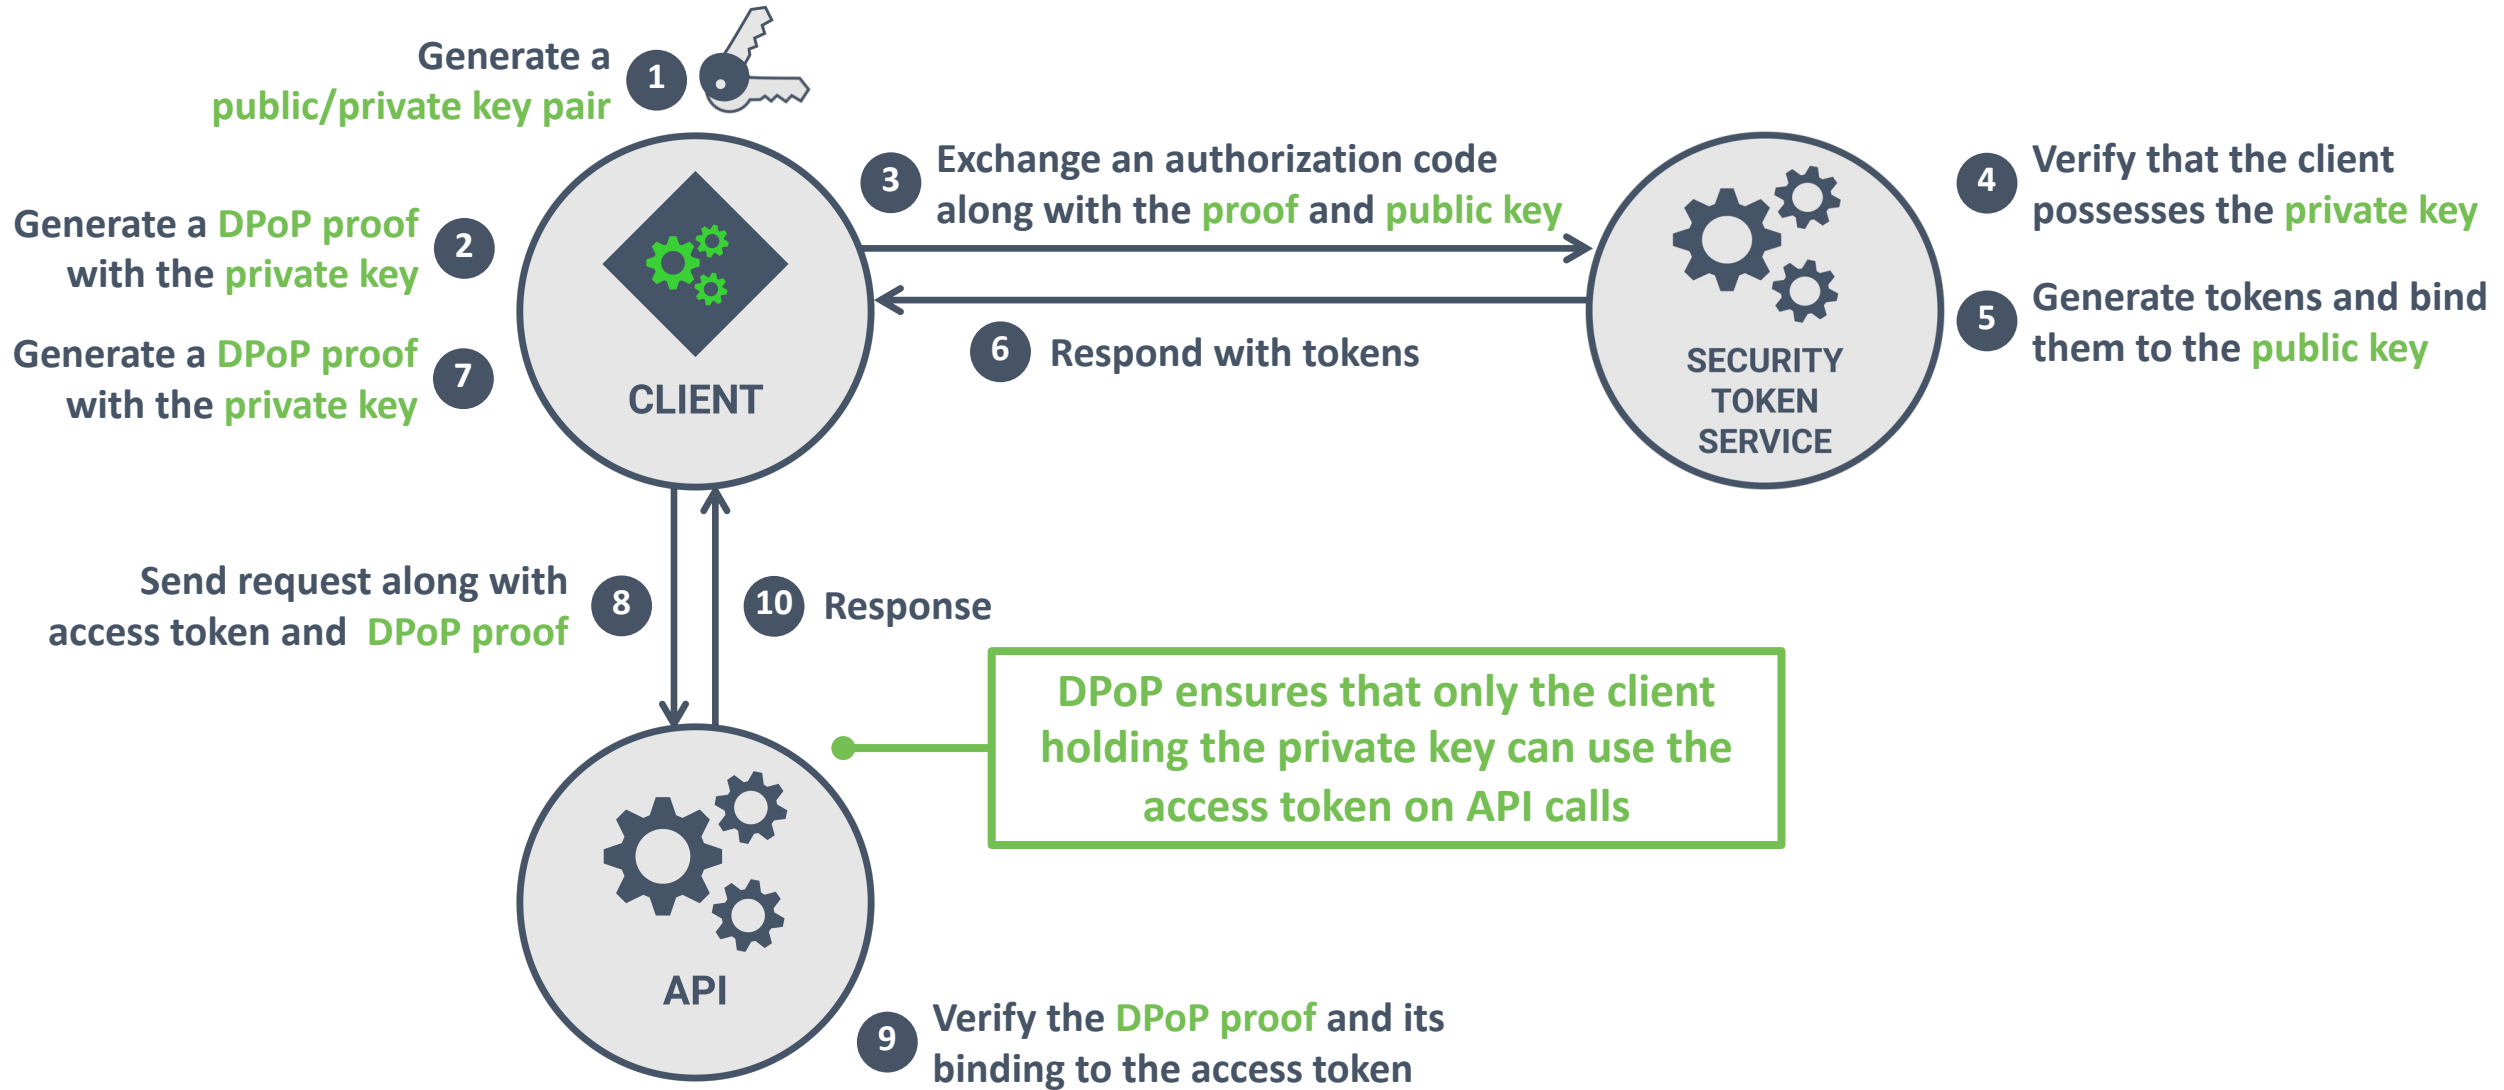 1
Generate a
public/private key pair
2
Generate a DPoP proof
with the private key
3
Exchange an authorization code
along with the proof and public key
4
Verify that the client
possesses the private key
5
Generate tokens and bind
them to the public key
6
Respond with tokens
7
Generate a DPoP proof
with the private key
CLIENT
SECURITY
TOKEN
SERVICE
8
Send request along with
access token and DPoP proof
10
Response
DPoP ensures that only the client
holding the private key can use the
access token on API calls
API
9
Verify the DPoP proof and its
binding to the access token